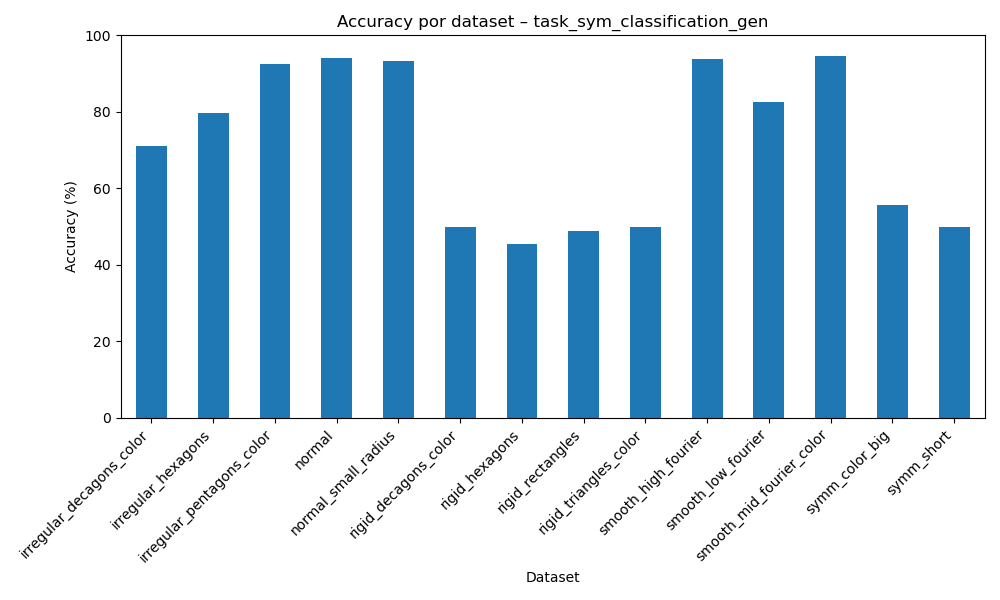 Accuracy por dataset – task_sym_classification_gen
Accuracy (%)
100
80
60
40
20
0
irregular_decagons_color
irregular_hexagons
irregular_pentagons_color
normal
normal_small_radius
rigid_decagons_color
rigid_hexagons
rigid_rectangles
rigid_triangles_color
smooth_high_fourier
smooth_low_fourier
smooth_mid_fourier_color
symm_color_big
symm_short
Dataset